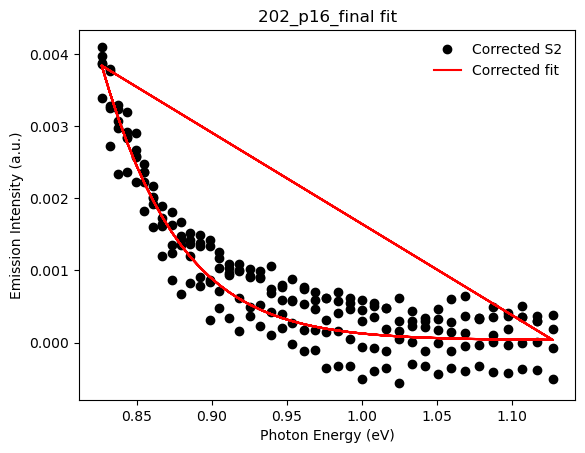 202_p16_final fit
Corrected S2
Corrected fit
Emission Intensity (a.u.)
0.004
0.003
0.002
0.001
0.000
0.85 0.90 0.95 1.00 1.05 1.10
Photon Energy (eV)